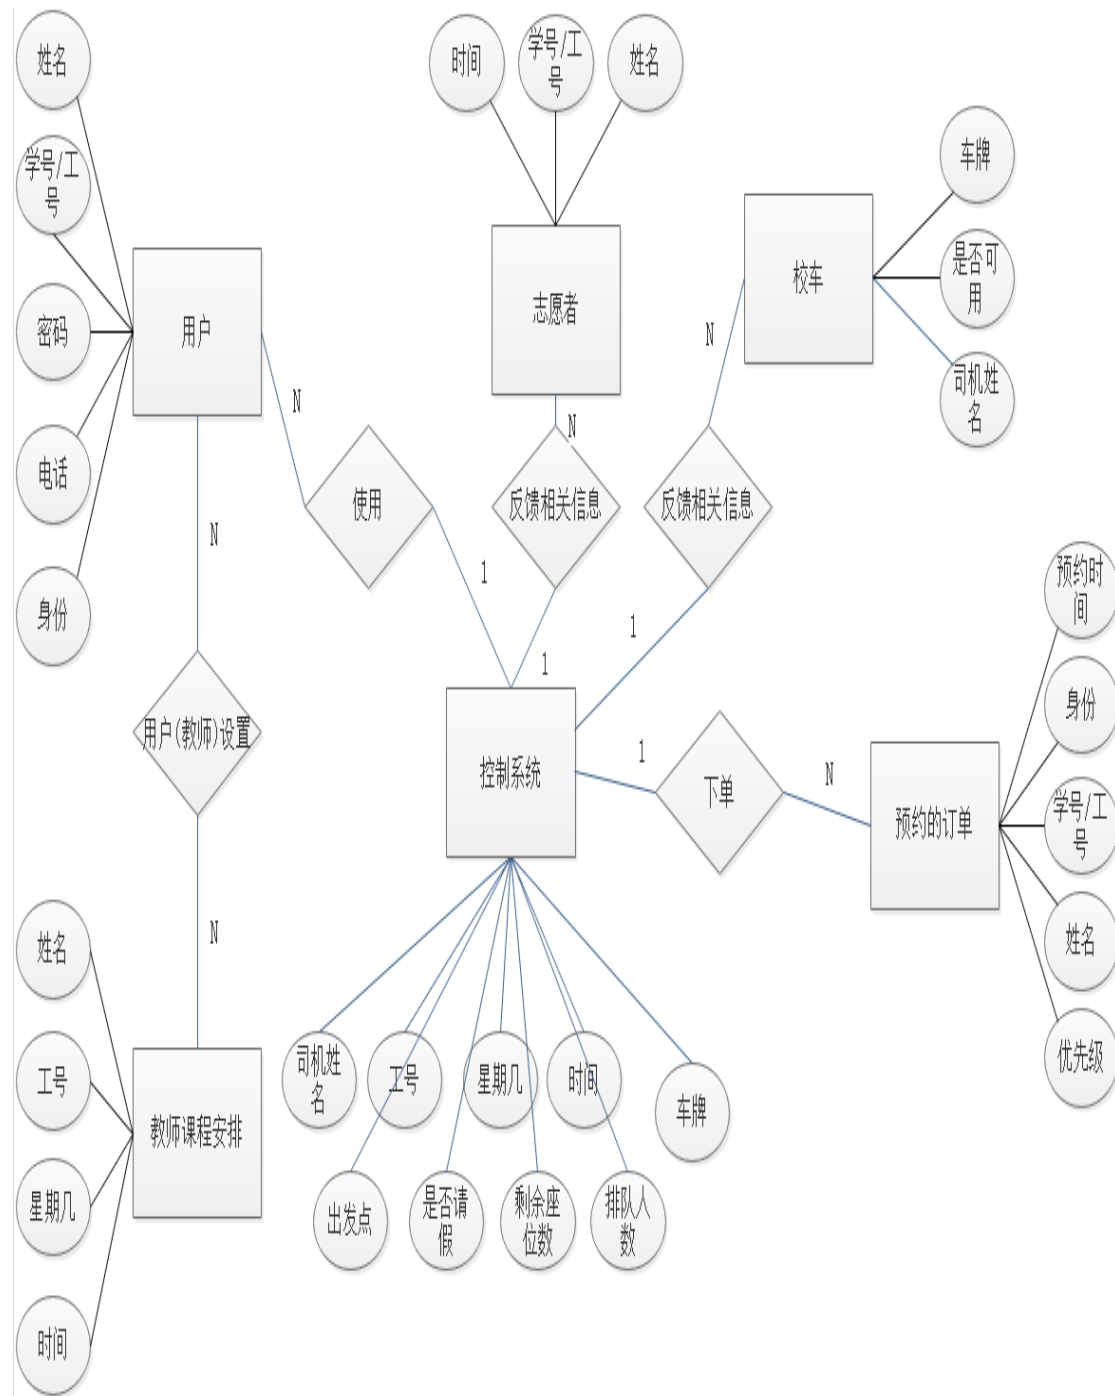 姓名
学号/工
号
密码
电话
身份
用户
N
使用
1
N
用户(教师)设置
N
姓名
工号
星期几
时间
教师课程安排
时间
学号/工
号
姓名
志愿者
N
反馈相关信息
1
车牌
是否可
用
司机姓
名
校车
N
反馈相关信息
1
控制系统
1
下单
N
预约的订单
预约时
间
身份
学号/工
号
姓名
优先级
司机姓
名
工号
星期几
时间
车牌
出发点
是否请
假
剩余座
位数
排队人
数